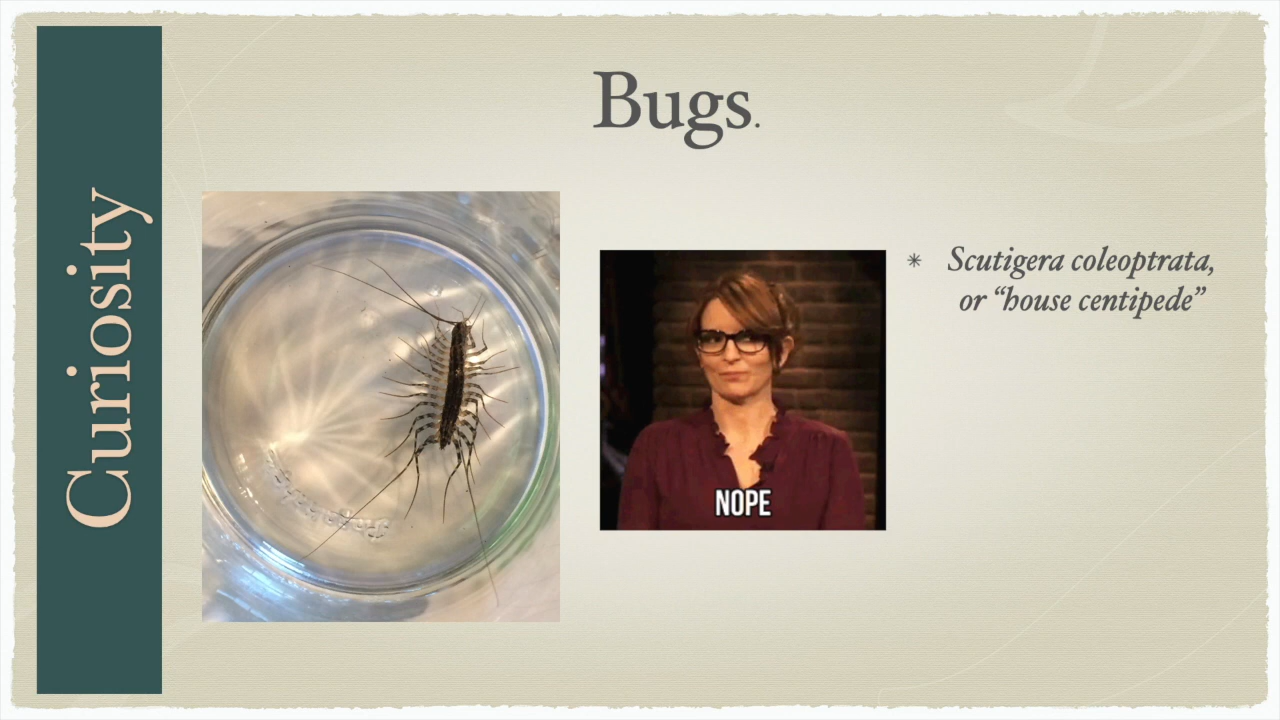 Curiosity
Bugs.
NOPE
Scutigera coleoptrata,
or “house centipede”